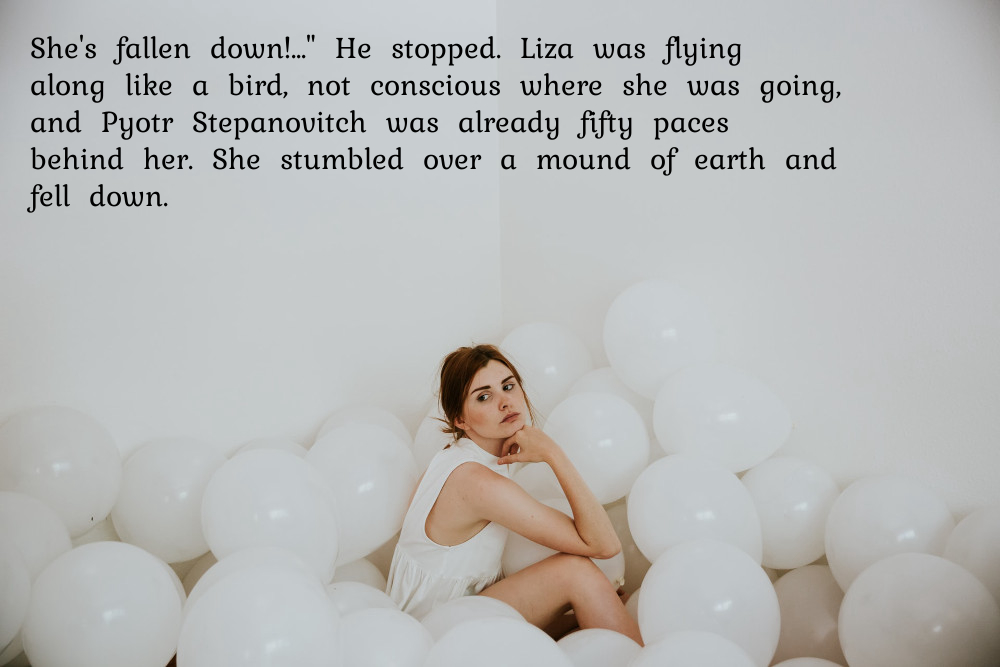 She's fallen down!..." He stopped. Liza was flying
along like a bird, not conscious where she was going,
and Pyotr Stepanovitch was already fifty paces
behind her. She stumbled over a mound of earth and
fell down.